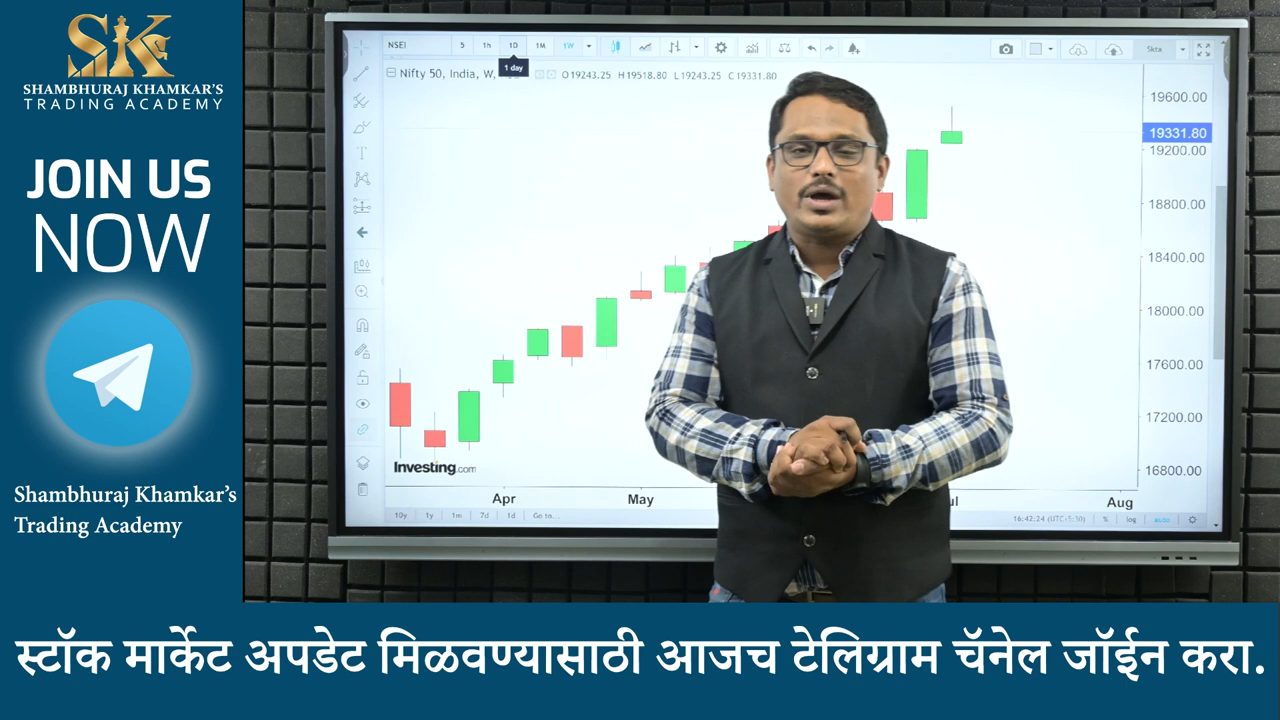 SK
SHAMBHURAJ KHAMKAR'S
TRADING ACADEMY
JOIN US
NOW
Shambhuraj Khamkar's
Trading Academy
NSEI 5 1h 1D 1M 1W
1 day
Nifty 50, India, W, O19243.25 H19518.80 L19243.25 C19331.80
19600.00
19331.80
19200.00
18800.00
18400.00
18000.00
17600.00
17200.00
16800.00
Investing.com
Apr May Aug
10y 1y 1m 7d 1d Go to... 16:42:24 (UTC+5:30) % log auto
स्टॉक मार्केट अपडेट मिळवण्यासाठी आजच टेलिग्राम चॅनेल जॉईन करा.